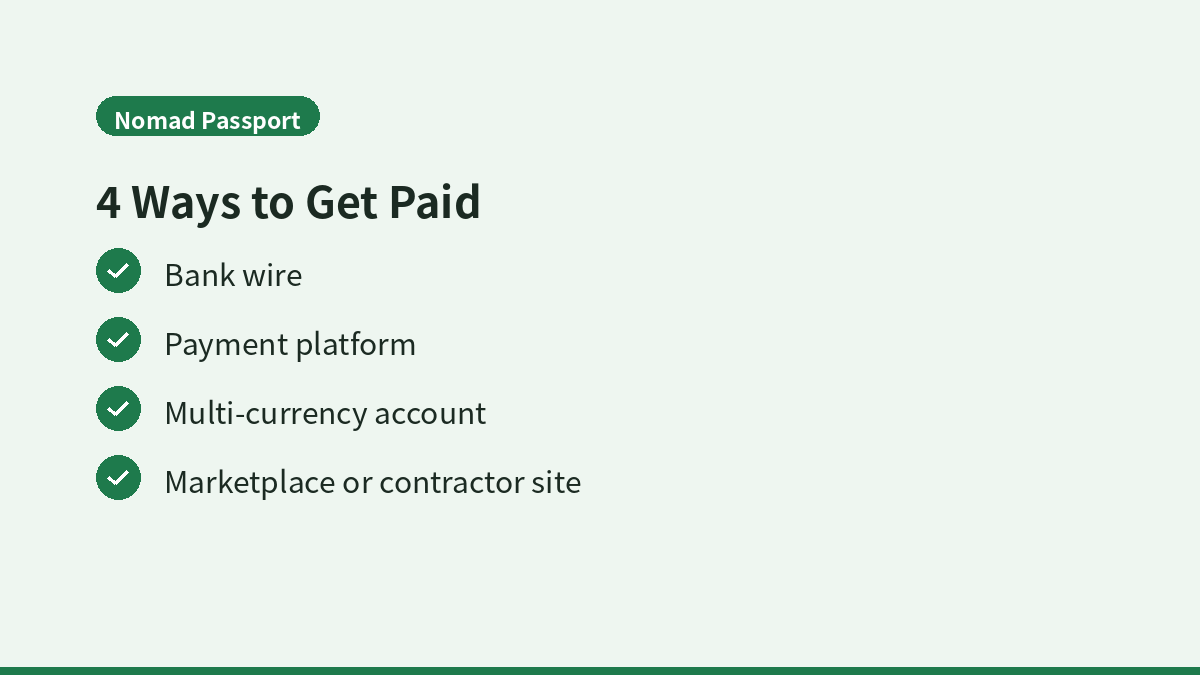 Nomad Passport
4 Ways to Get Paid
Bank wire
Payment platform
Multi-currency account
Marketplace or contractor site